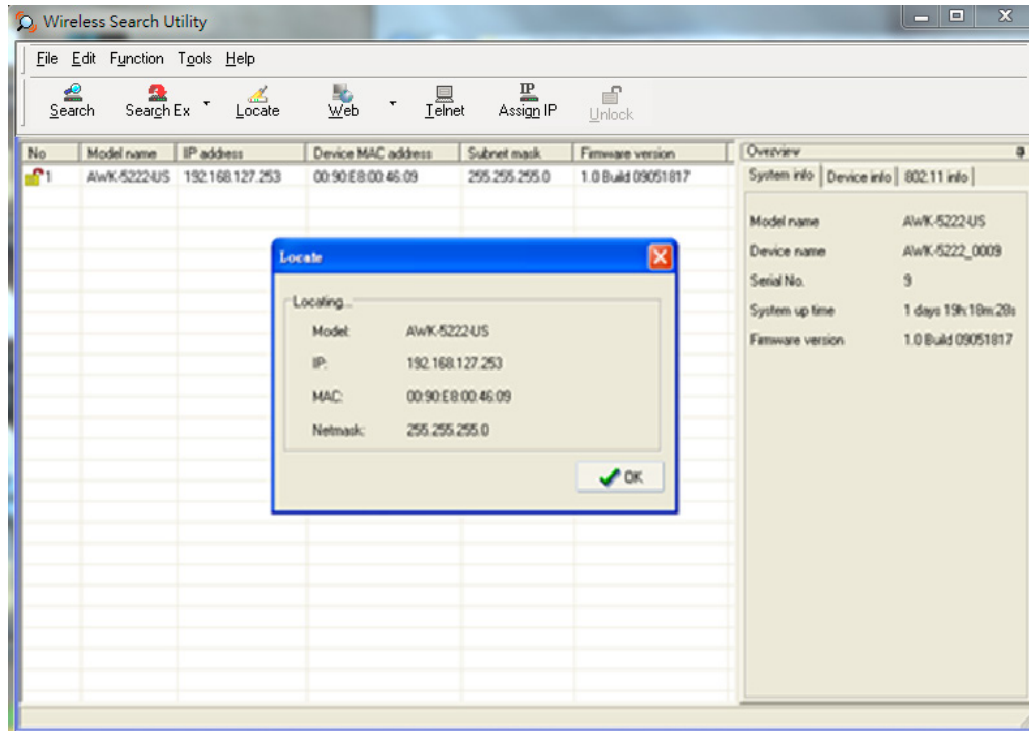 Wireless Search Utility
File Edit Function Tools Help
Search Search Ex Locate Web Telnet Assign IP Unlock
No Model name IP address Device MAC address Subnet mask Firmware version
1 AWK-5222-US 192.168.127.253 00:90:E8:00:46:09 255.255.255.0 1.0 Build 09051817
Overview
System info Device info 802.11 info
Model name AWK-5222-US
Device name AWK-5222_0009
Serial No. 9
System up time 1 days 19h:18m:28s
Firmware version 1.0 Build 09051817
Locate
Locating...
Model: AWK-5222-US
IP: 192.168.127.253
MAC: 00:90:E8:00:46:09
Netmask: 255.255.255.0
OK